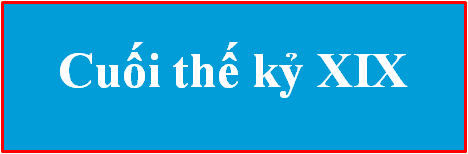 Cuối thế kỷ XIX